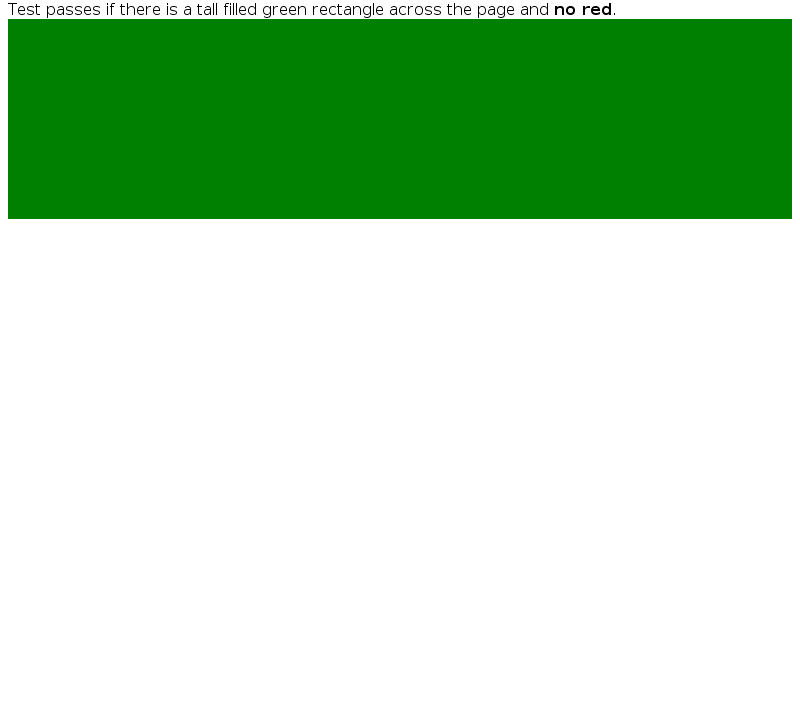 Test passes if there is a tall filled green rectangle across the page and no red.